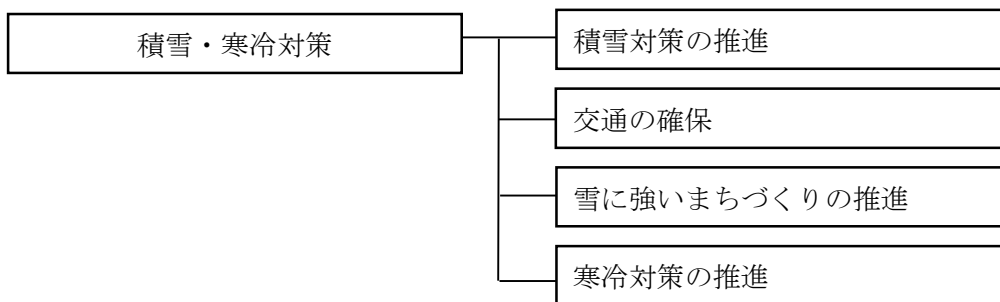 積雪・寒冷対策
積雪対策の推進
交通の確保
雪に強いまちづくりの推進
寒冷対策の推進